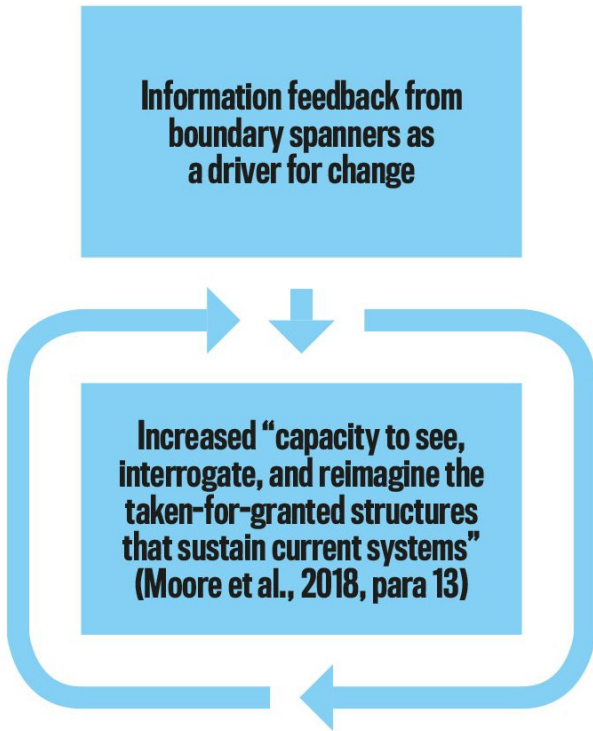 Information feedback from
boundary spanners as
a driver for change
Increased “capacity to see,
interrogate, and reimagine the
taken-for-granted structures
that sustain current systems”
(Moore et al., 2018, para 13)